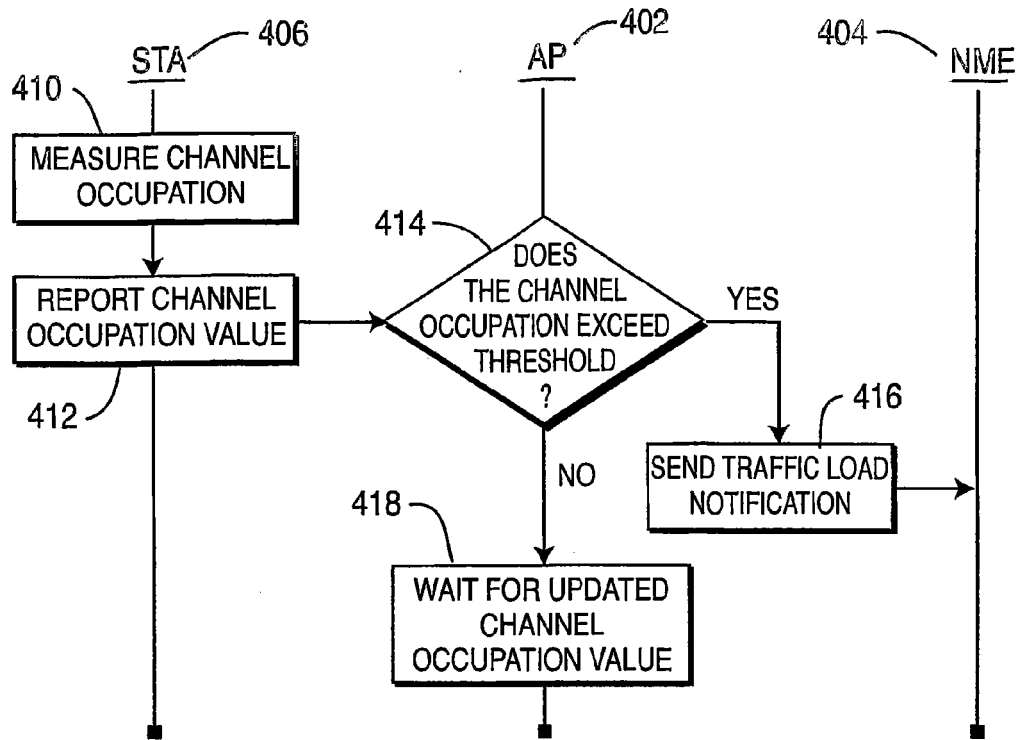 STA
406
AP
402
404
NME
410
MEASURE CHANNEL
OCCUPATION
414
DOES
THE CHANNEL
OCCUPATION EXCEED
THRESHOLD
?
REPORT CHANNEL
OCCUPATION VALUE
412
YES
416
SEND TRAFFIC LOAD
NOTIFICATION
NO
418
WAIT FOR UPDATED
CHANNEL
OCCUPATION VALUE